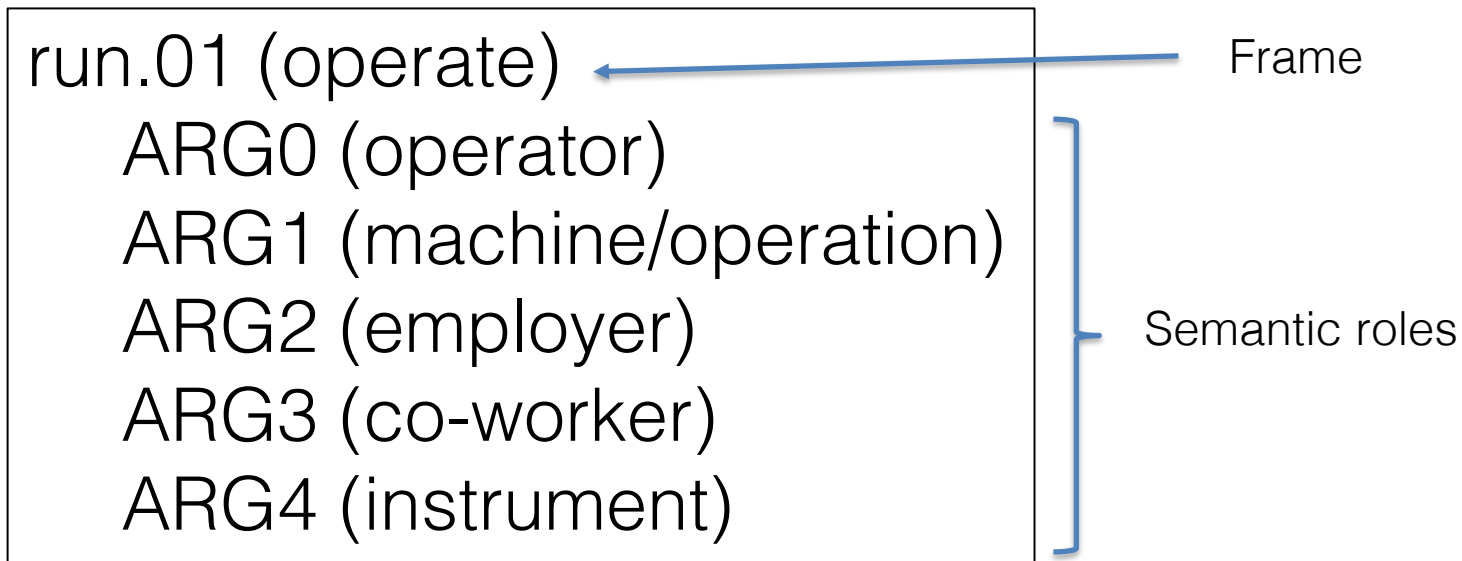 run.01 (operate)
Frame
ARG0 (operator)
ARG1 (machine/operation)
ARG2 (employer)
Semantic roles
ARG3 (co-worker)
ARG4 (instrument)